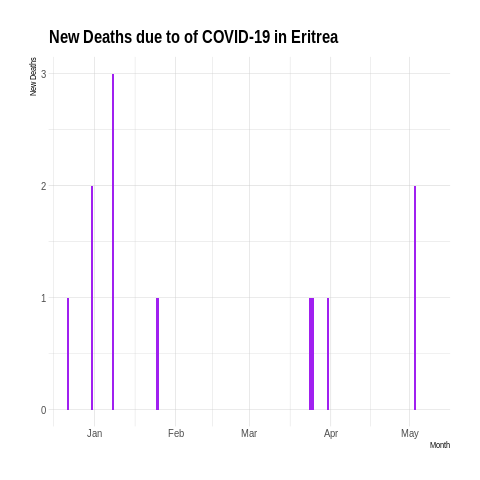 New Deaths due to of COVID-19 in Eritrea
New Deaths
3
2
1
0
Jan Feb Mar Apr May
Month